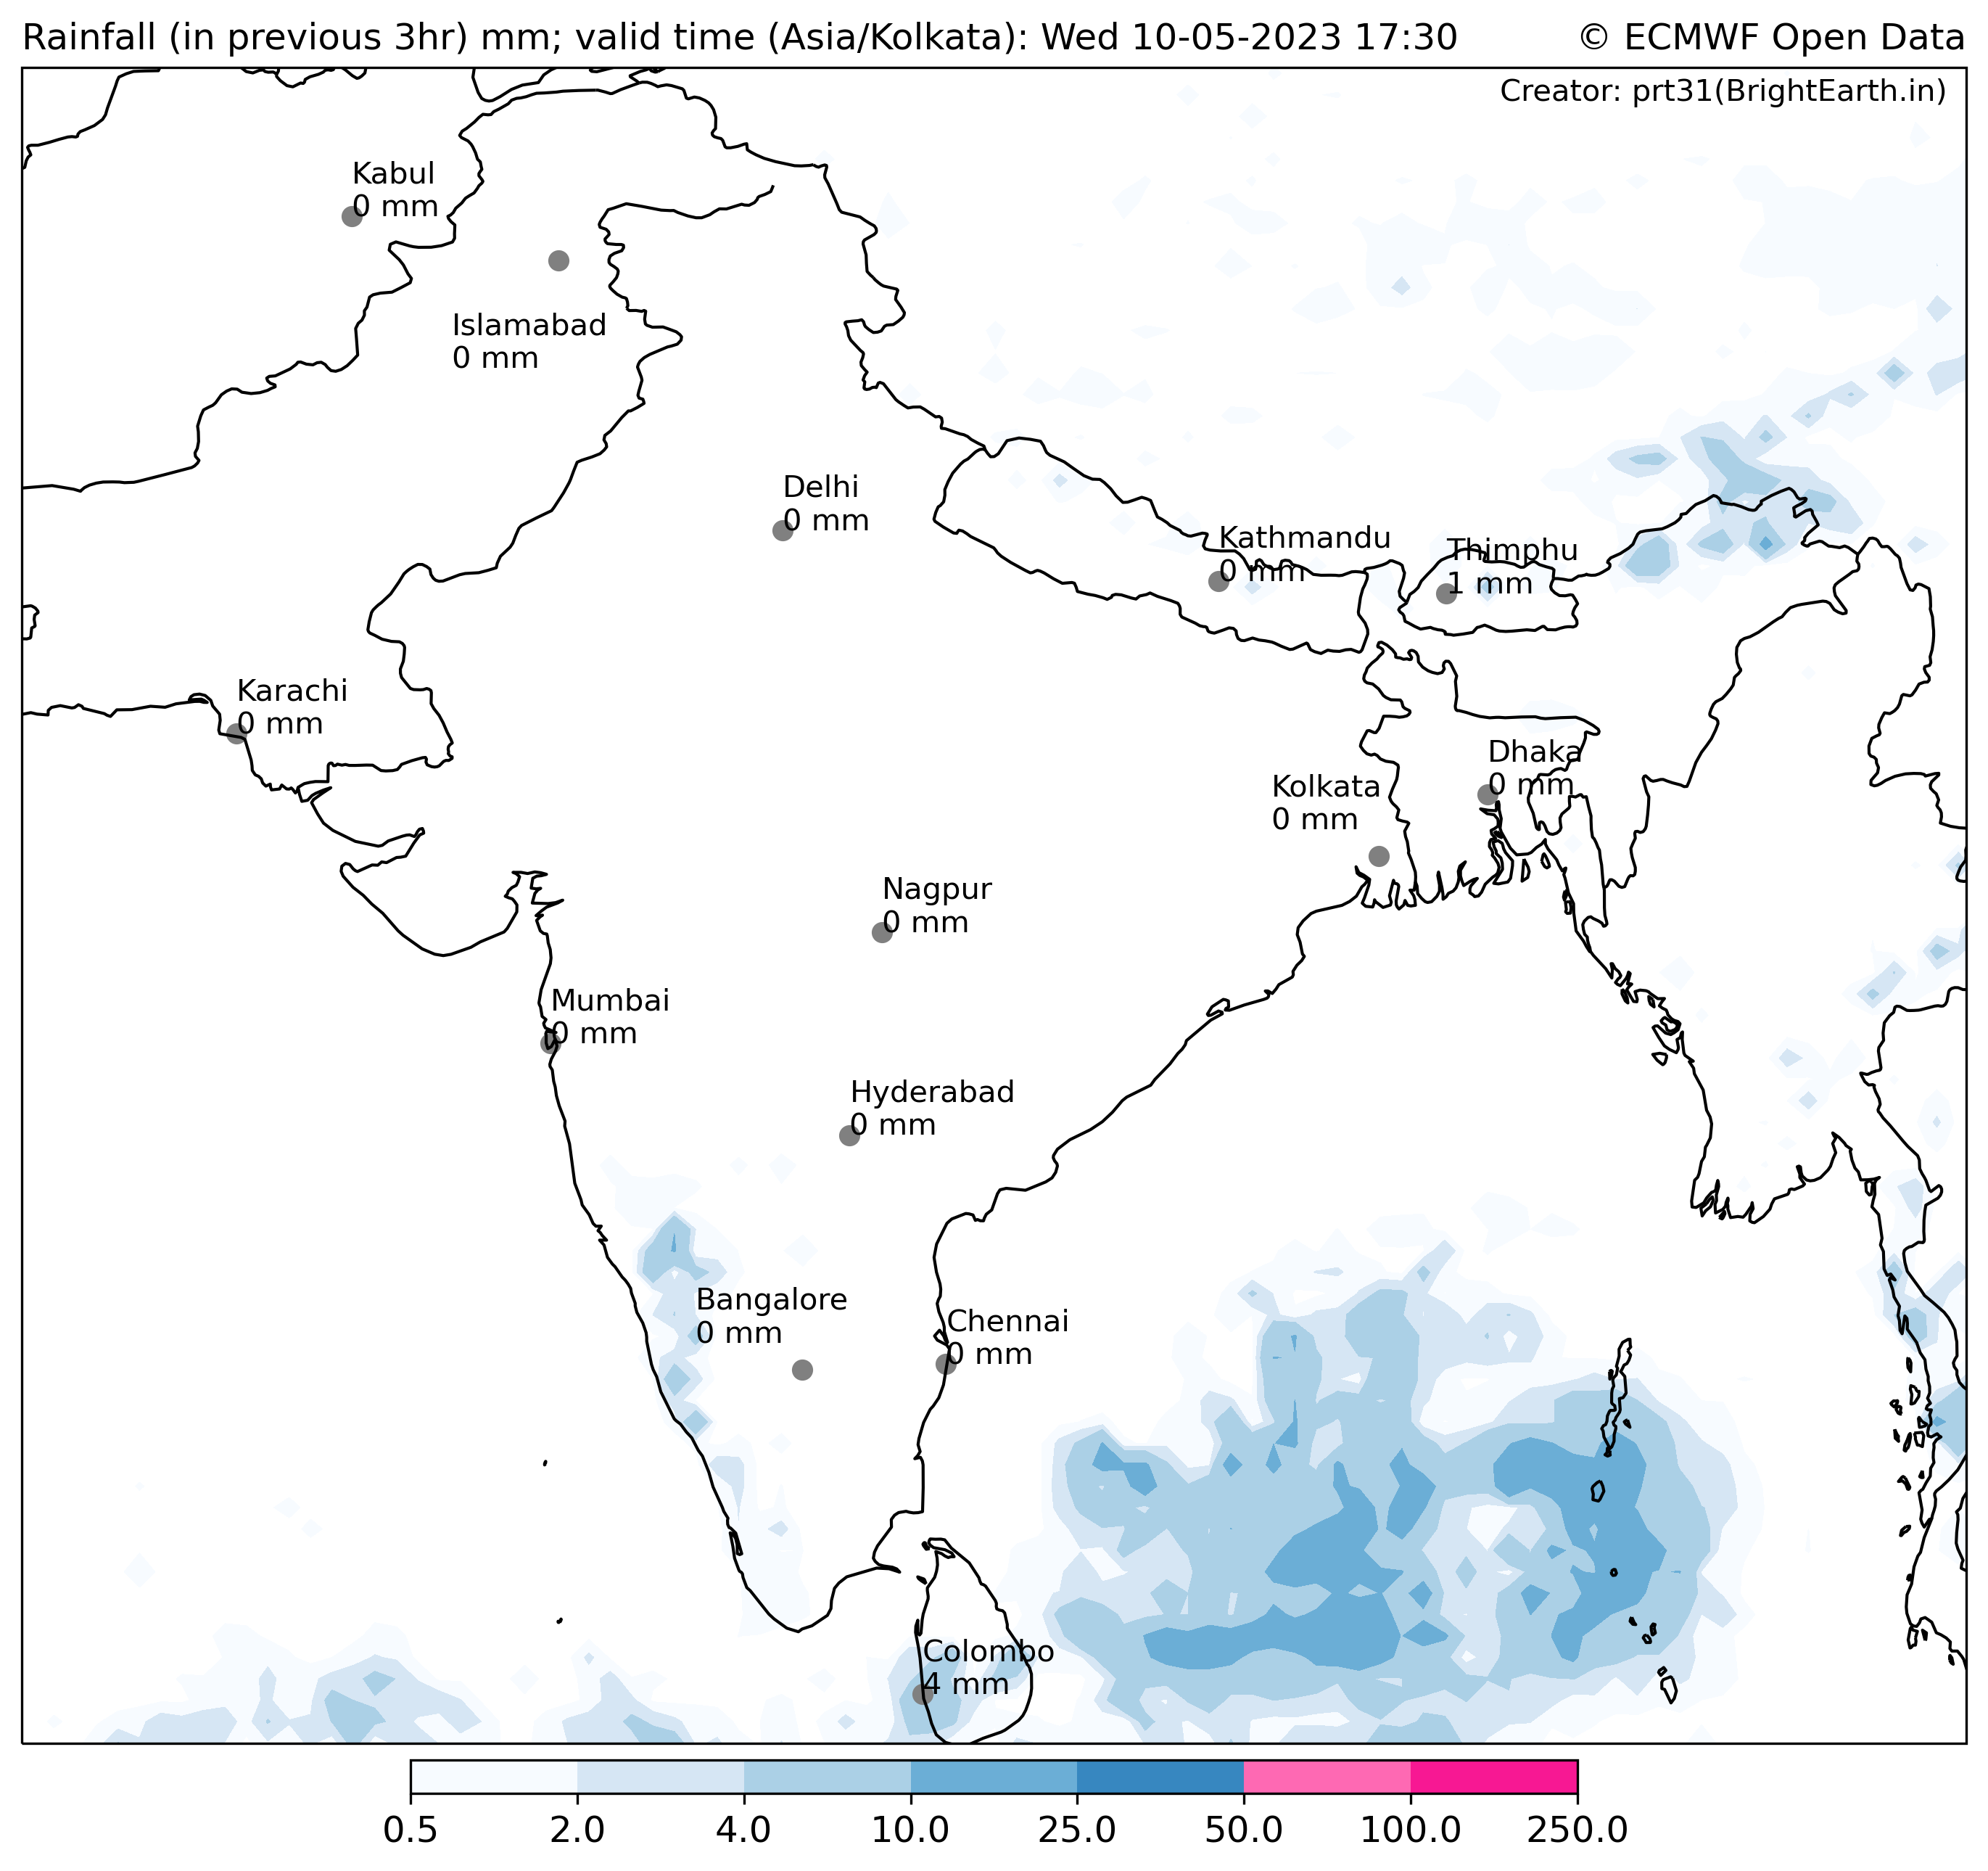 Rainfall (in previous 3hr) mm; valid time (Asia/Kolkata): Wed 10-05-2023 17:30
© ECMWF Open Data
Creator: prt31(BrightEarth.in)
Kabul
0 mm
Islamabad
0 mm
Delhi
0 mm
Kathmandu
0 mm
Thimphu
1 mm
Karachi
0 mm
Dhaka
0 mm
Kolkata
0 mm
Nagpur
0 mm
Mumbai
0 mm
Hyderabad
0 mm
Bangalore
0 mm
Chennai
0 mm
Colombo
4 mm
0.5 2.0 4.0 10.0 25.0 50.0 100.0 250.0